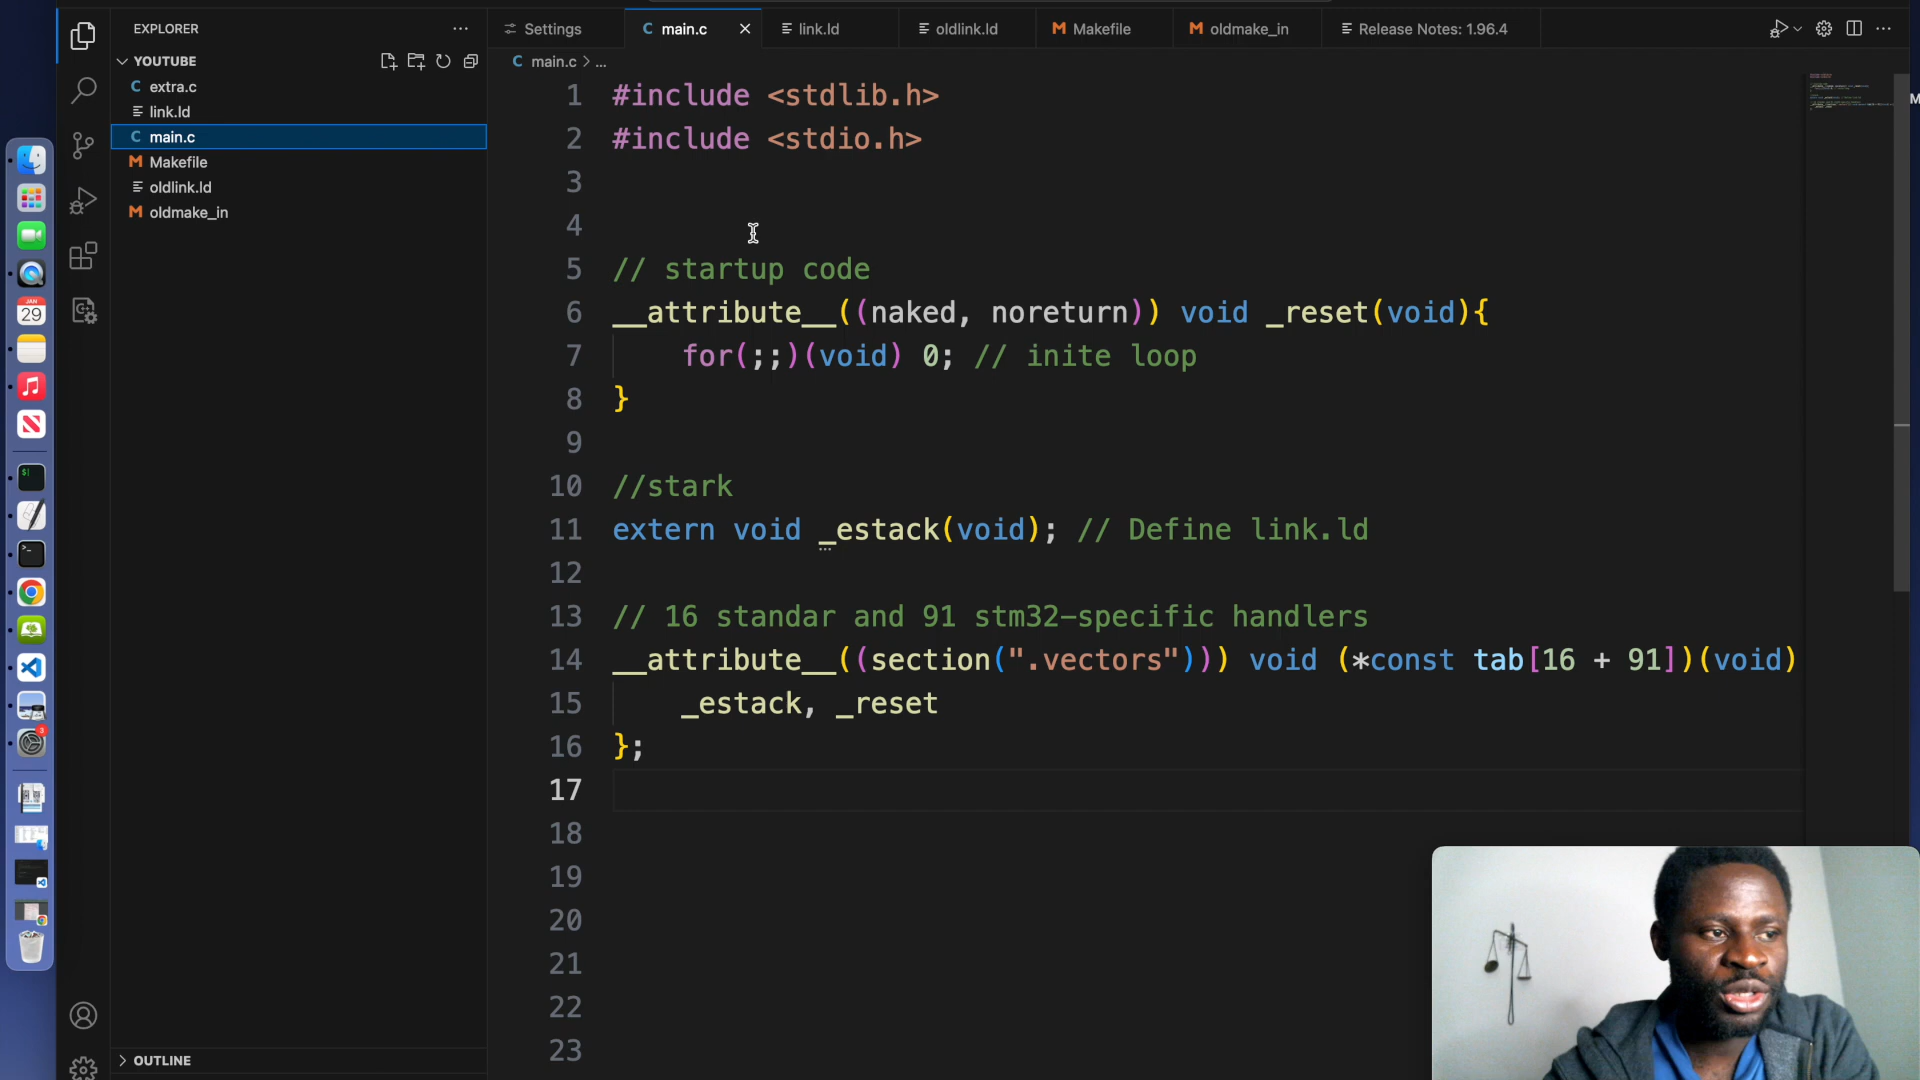 EXPLORER
Settings
main.c
link.ld
oldlink.ld
Makefile
oldmake_in
Release Notes: 1.96.4
YOUTUBE
main.c > ...
extra.c
link.ld
main.c
Makefile
oldlink.ld
oldmake_in
1 #include <stdlib.h>
2 #include <stdio.h>
3
4
5 // startup code
6 __attribute__((naked, noreturn)) void _reset(void){
7 for(;;)(void) 0; // inite loop
8 }
9
10 //stark
11 extern void _estack(void); // Define link.ld
12
13 // 16 standar and 91 stm32-specific handlers
14 __attribute__((section(".vectors"))) void (*const tab[16 + 91])(void)
15 _estack, _reset
16 };
17
18
19
20
21
22
23
OUTLINE
JAN
29
3